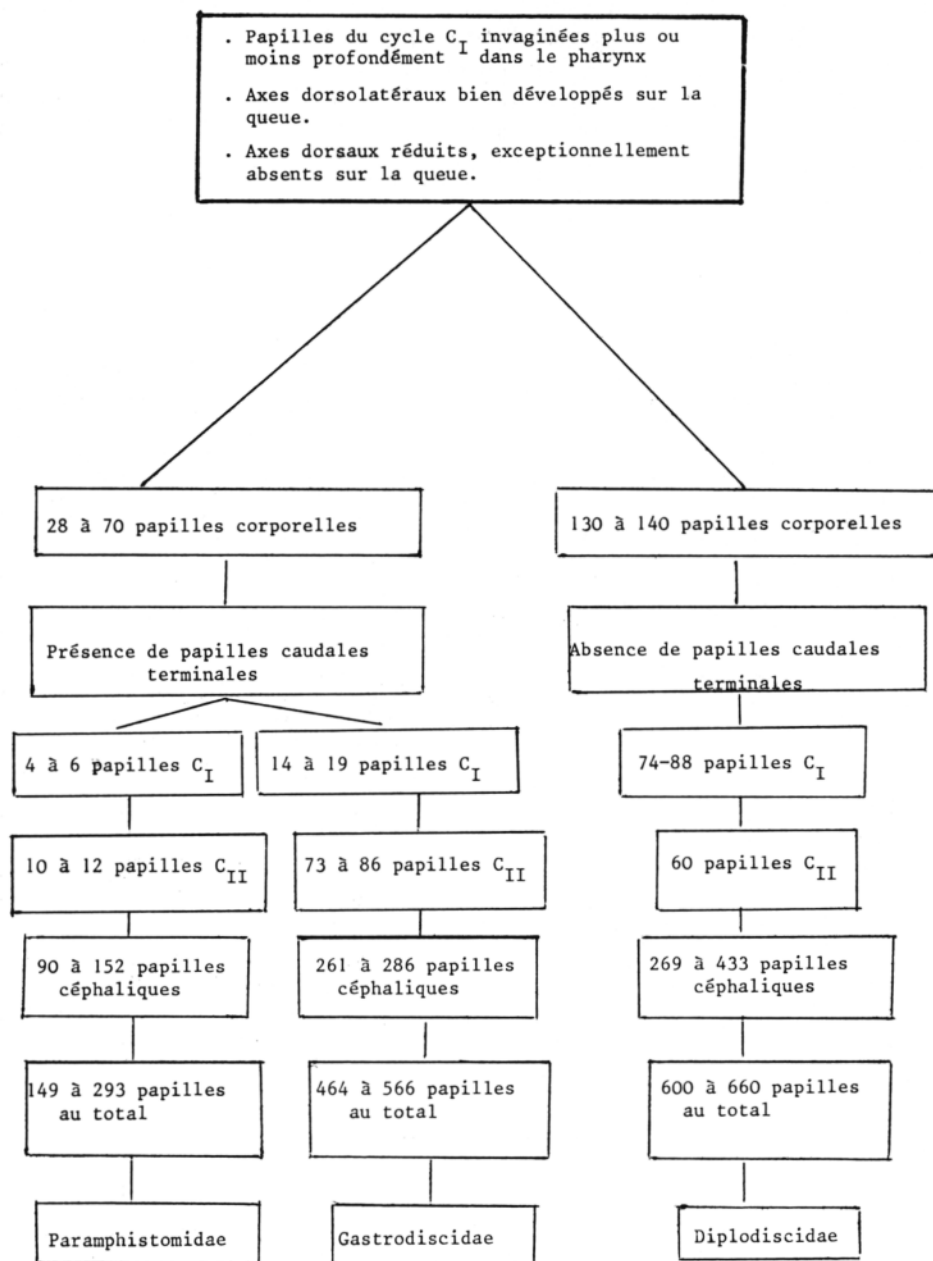 . Papilles du cycle C_I invaginées plus ou
moins profondément dans le pharynx
. Axes dorsolatéraux bien développés sur la
queue.
. Axes dorsaux réduits, exceptionnellement
absents sur la queue.
28 à 70 papilles corporelles
130 à 140 papilles corporelles
Présence de papilles caudales
terminales
Absence de papilles caudales
terminales
4 à 6 papilles C_I
14 à 19 papilles C_I
74-88 papilles C_I
10 à 12 papilles C_II
73 à 86 papilles C_II
60 papilles C_II
90 à 152 papilles
céphaliques
261 à 286 papilles
céphaliques
269 à 433 papilles
céphaliques
149 à 293 papilles
au total
464 à 566 papilles
au total
600 à 660 papilles
au total
Paramphistomidae
Gastrodiscidae
Diplodiscidae